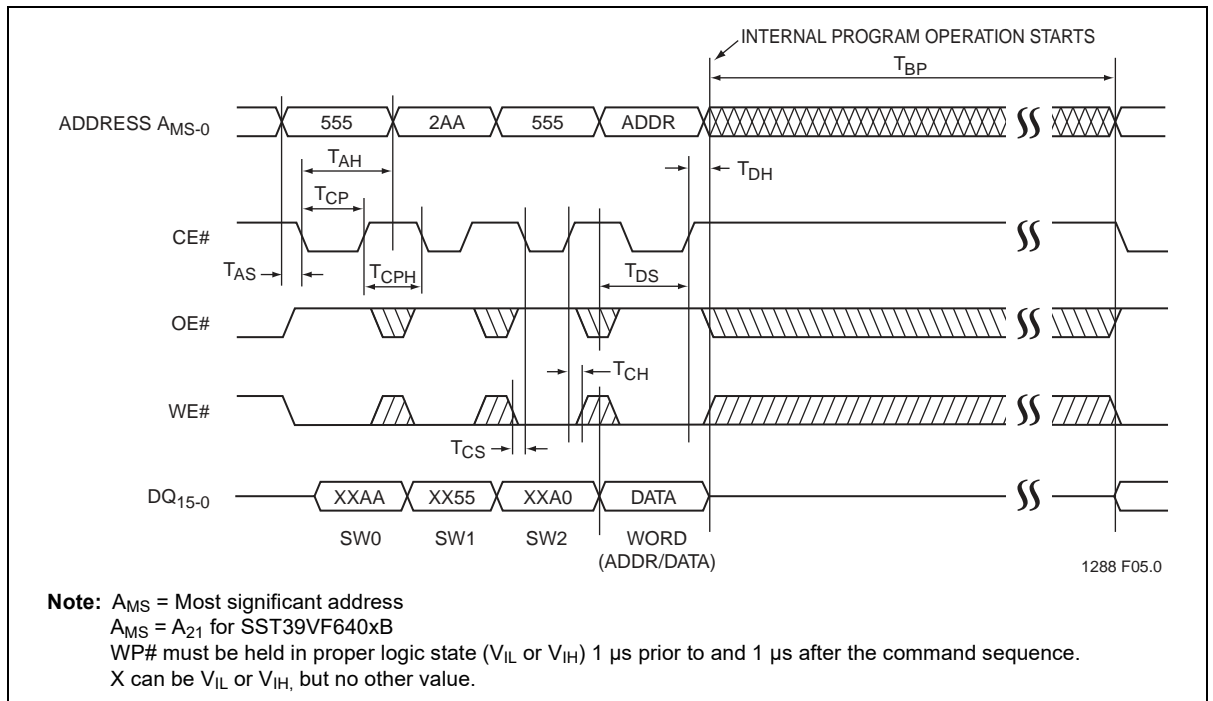 INTERNAL PROGRAM OPERATION STARTS
TBP
ADDRESS AMS-0
555
2AA
555
ADDR
TAH
TDH
TCP
CE#
TAS
TCPH
TDS
OE#
TCH
WE#
TCS
DQ15-0
XXAA
XX55
XXA0
DATA
SW0
SW1
SW2
WORD
(ADDR/DATA)
1288 F05.0
Note: AMS = Most significant address
AMS = A21 for SST39VF640xB
WP# must be held in proper logic state (VIL or VIH) 1 µs prior to and 1 µs after the command sequence.
X can be VIL or VIH, but no other value.